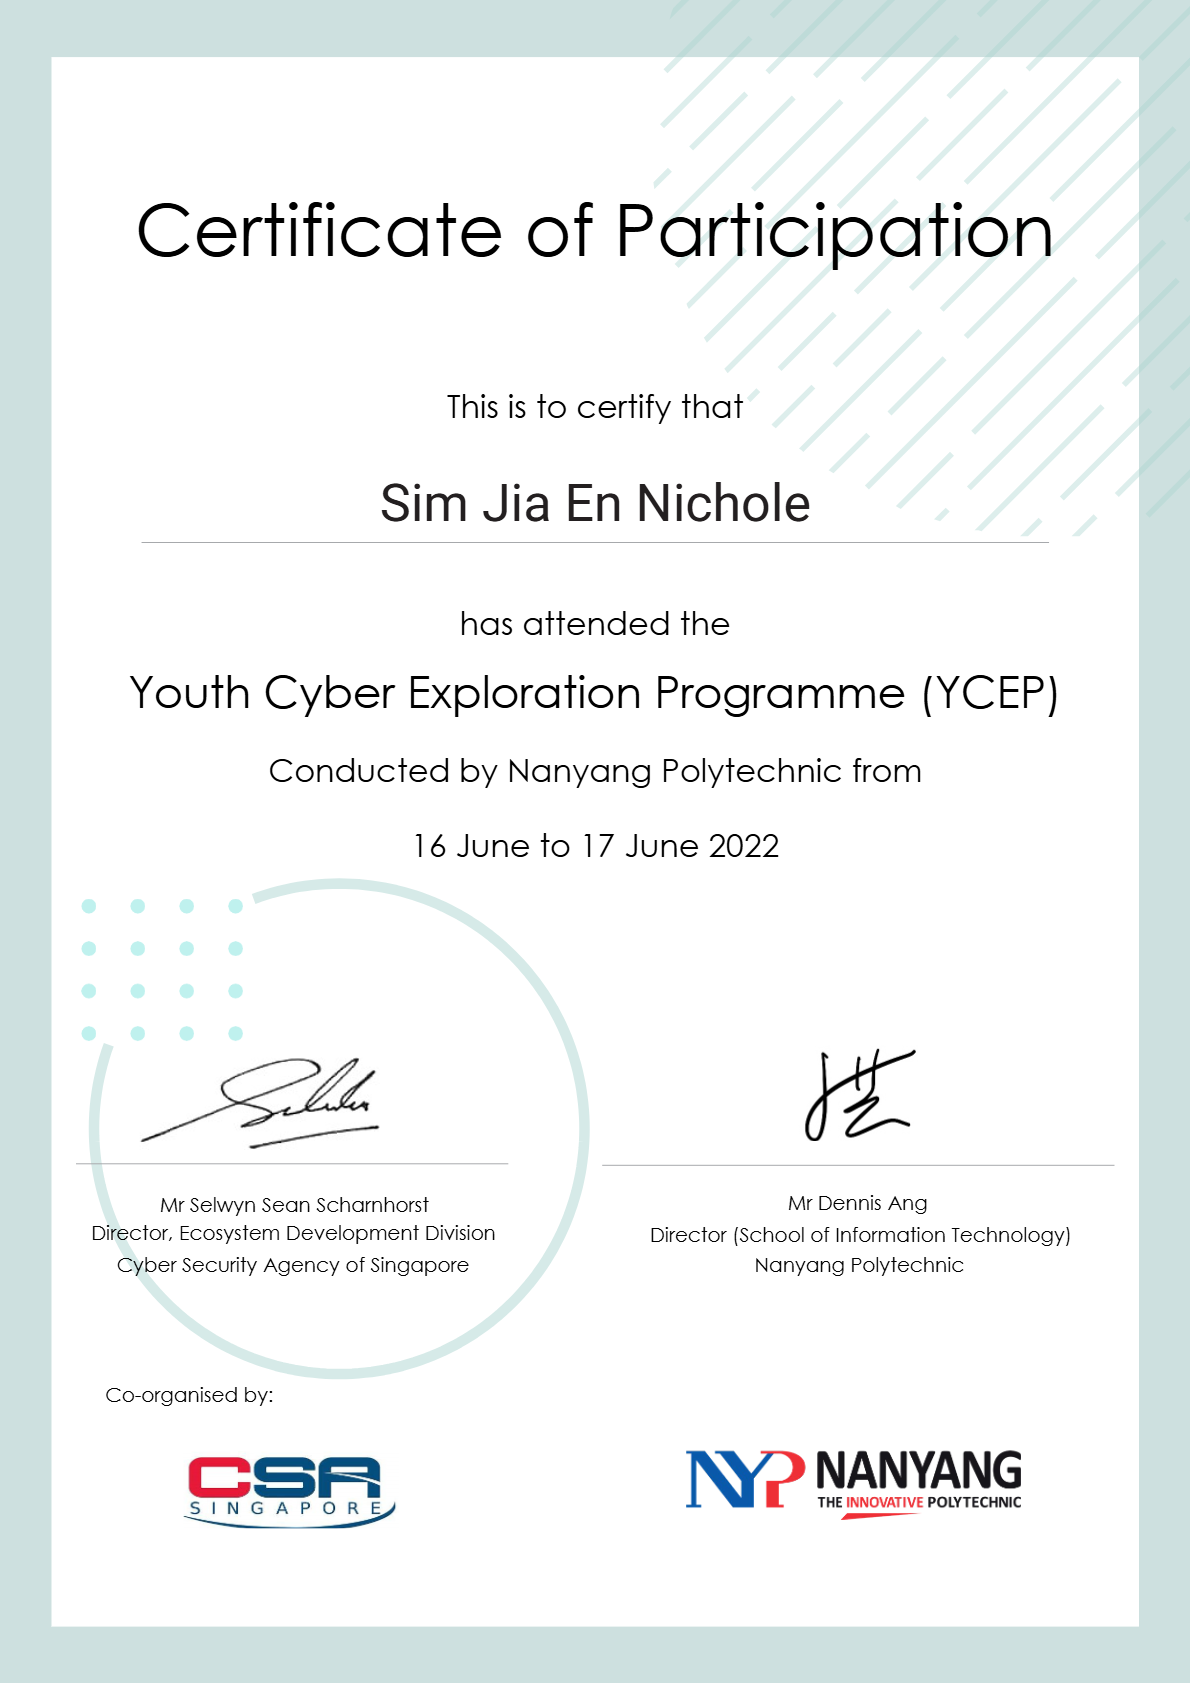 Certificate of Participation
This is to certify that
Sim Jia En Nichole
has attended the
Youth Cyber Exploration Programme (YCEP)
Conducted by Nanyang Polytechnic from
16 June to 17 June 2022
Mr Selwyn Sean Scharnhorst
Director, Ecosystem Development Division
Cyber Security Agency of Singapore
Mr Dennis Ang
Director (School of Information Technology)
Nanyang Polytechnic
Co-organised by:
CSA
SINGAPORE
NYP NANYANG
THE INNOVATIVE POLYTECHNIC